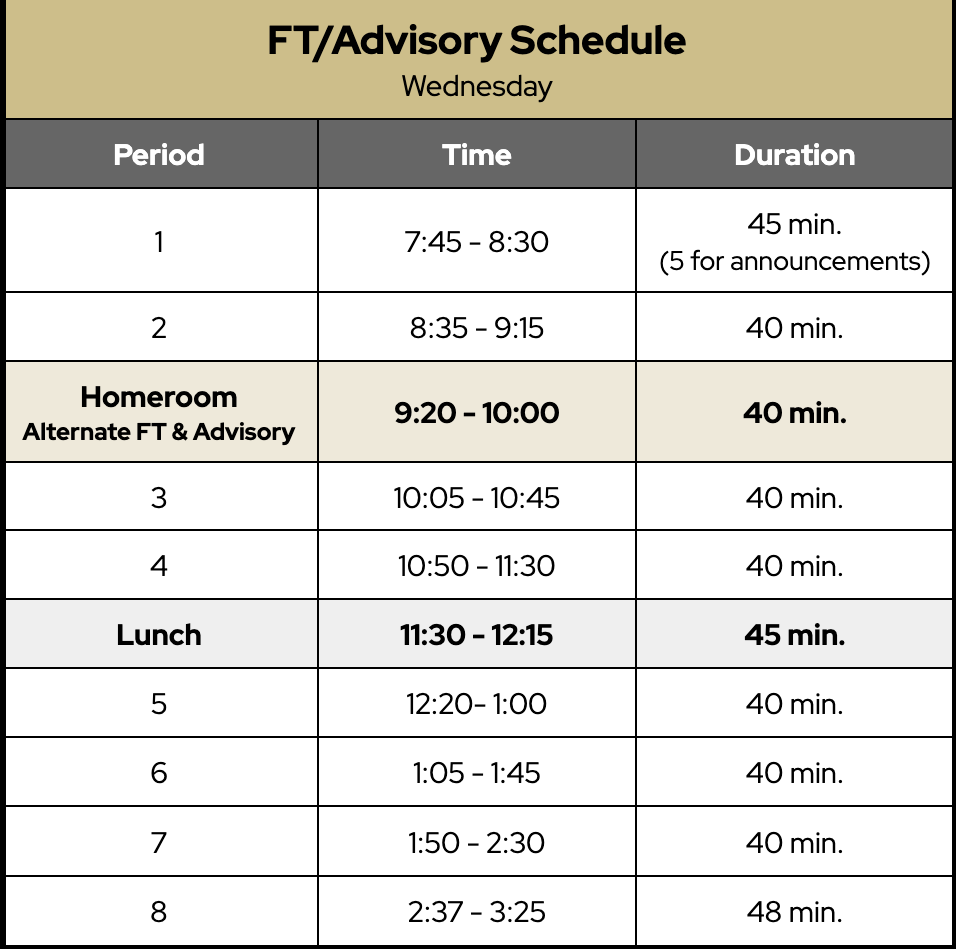 FT/Advisory Schedule
Wednesday
Period Time Duration
1 7:45 - 8:30 45 min.
(5 for announcements)
2 8:35 - 9:15 40 min.
Homeroom
Alternate FT & Advisory 9:20 - 10:00 40 min.
3 10:05 - 10:45 40 min.
4 10:50 - 11:30 40 min.
Lunch 11:30 - 12:15 45 min.
5 12:20- 1:00 40 min.
6 1:05 - 1:45 40 min.
7 1:50 - 2:30 40 min.
8 2:37 - 3:25 48 min.